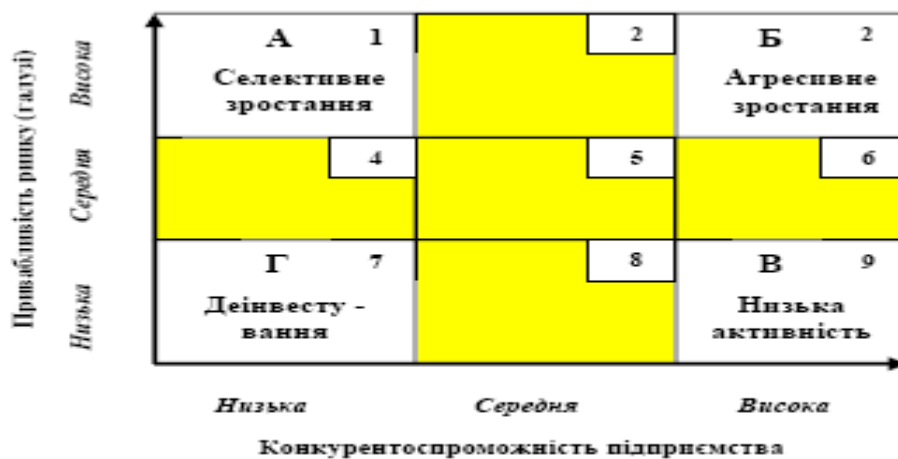 Привабливість ринку (галузі)
Висока
Середня
Низька
А 1
Селективне
зростання
2
Б 2
Агресивне
зростання
4
5
6
Г 7
Деінвесту -
вання
8
В 9
Низька
активність
Низька Середня Висока
Конкурентоспроможність підприємства